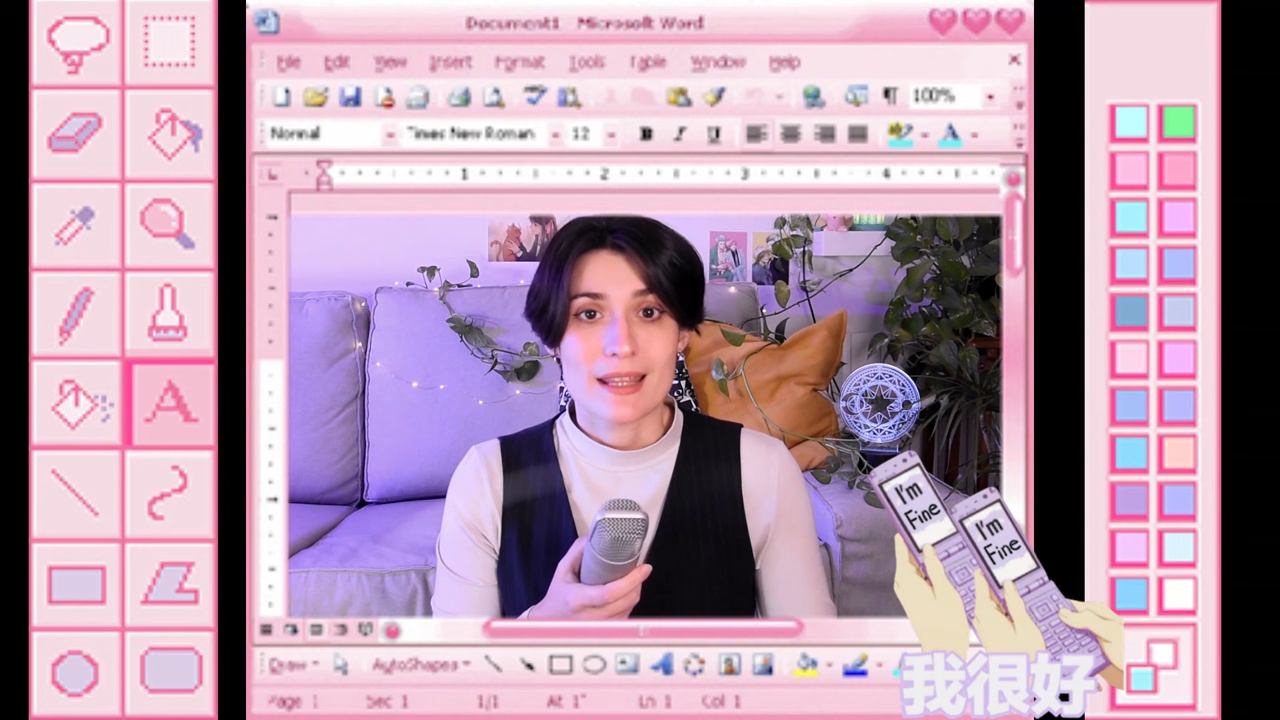 Document1 - Microsoft Word
File Edit View Insert Format Tools Table Window Help
100%
Normal Times New Roman 12 B I U
A
1 2 3 4
A
I'm
Fine
I'm
Fine
Draw AutoShapes
我很好
Page 1 Sec 1 1/1 At 1" Ln 1 Col 1